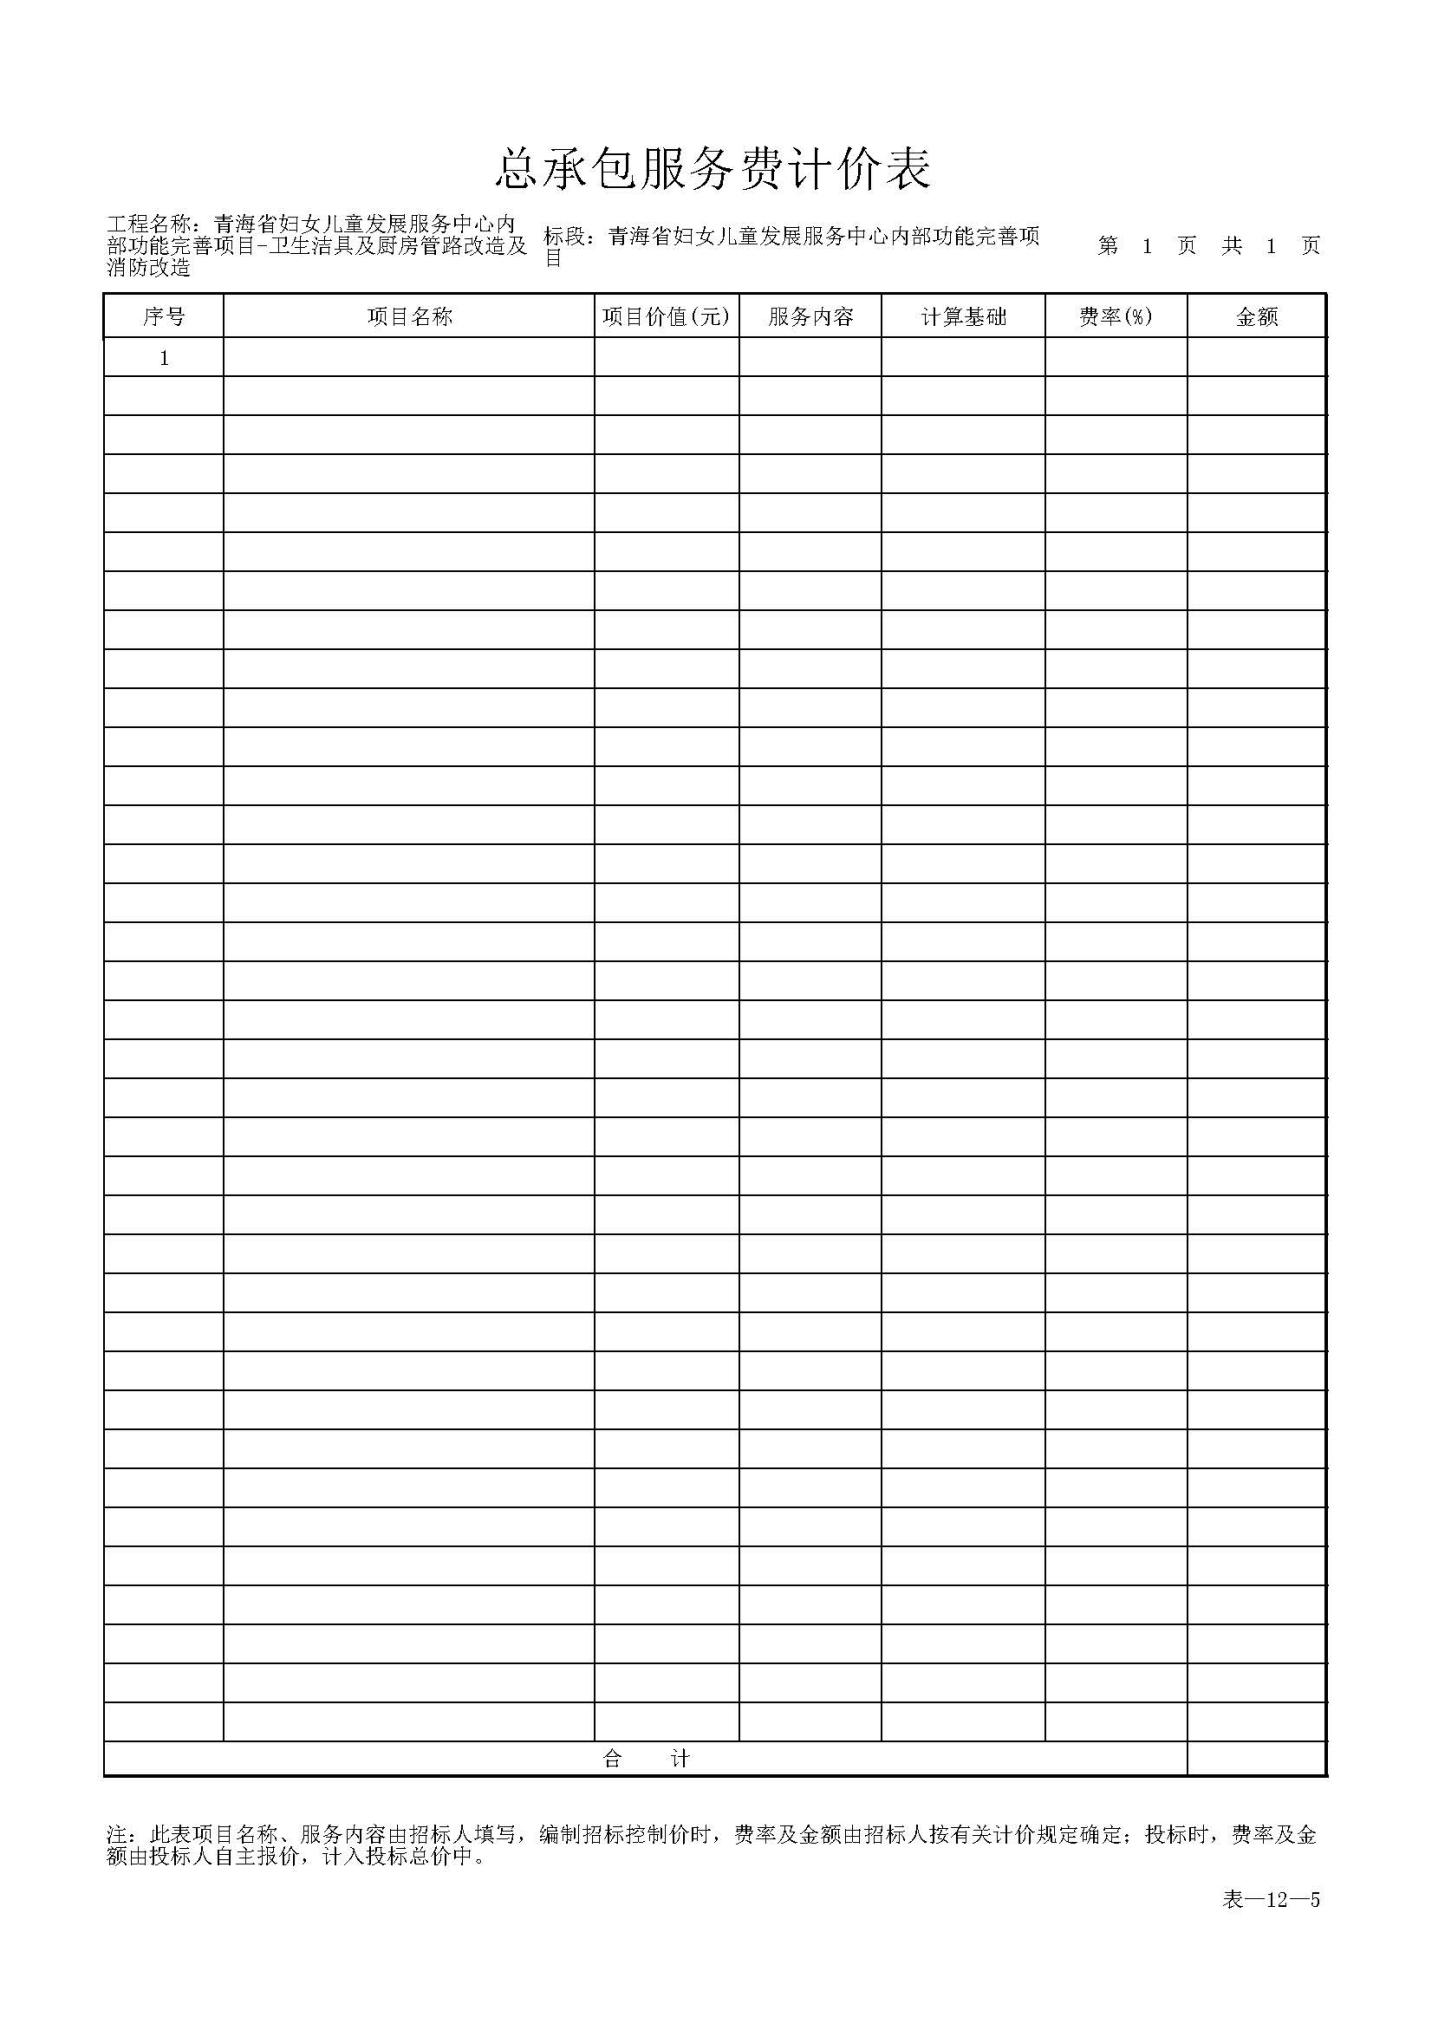 总承包服务费计价表
工程名称：青海省妇女儿童发展服务中心内
部功能完善项目-卫生洁具及厨房管路改造及
消防改造
标段：青海省妇女儿童发展服务中心内部功能完善项
目
第 1 页 共 1 页
序号 项目名称 项目价值(元) 服务内容 计算基础 费率(%) 金额
1
合 计
注：此表项目名称、服务内容由招标人填写，编制招标控制价时，费率及金额由招标人按有关计价规定确定；投标时，费率及金
额由投标人自主报价，计入投标总价中。
表—12—5